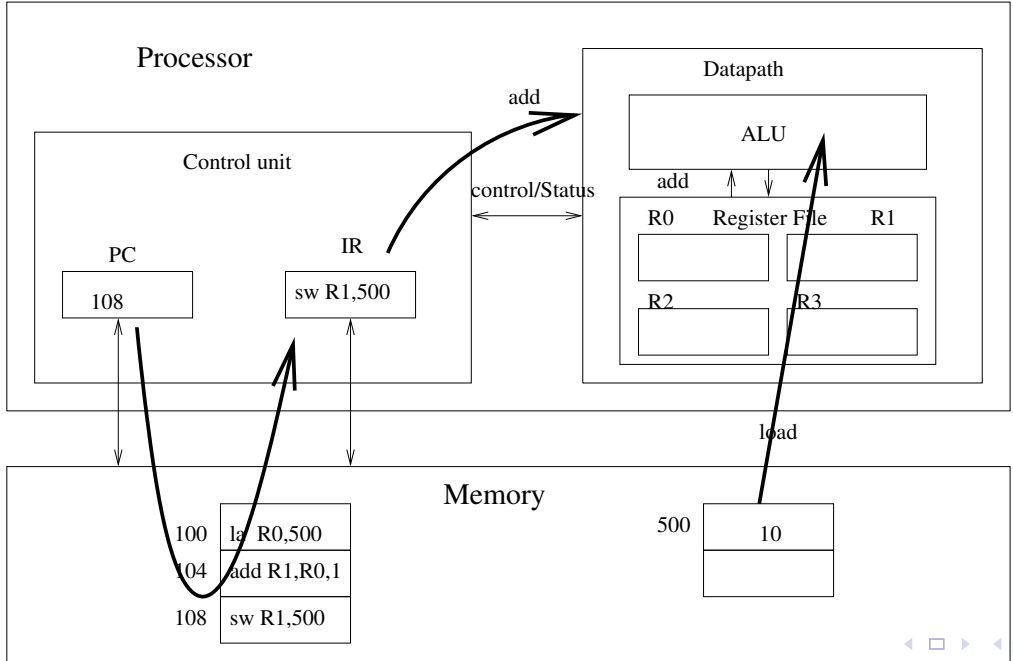 Processor
Datapath
add
ALU
Control unit
add
control/Status
R0 Register File R1
IR
PC
sw R1,500
108
R2 R3
load
Memory
100 la R0,500
500 10
104 add R1,R0,1
108 sw R1,500